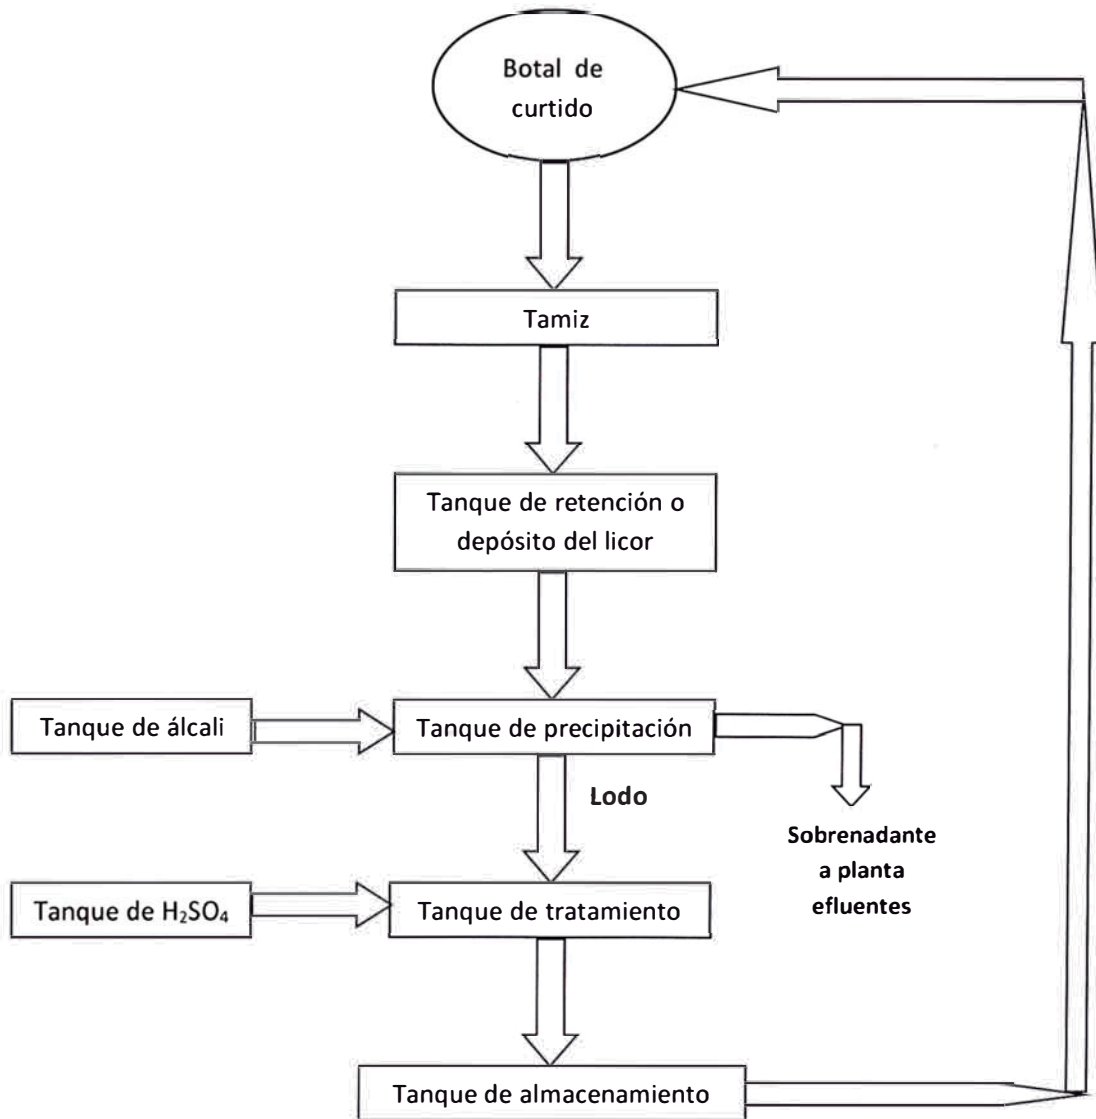 Botal de
curtido
Tamiz
Tanque de retención o
depósito del licor
Tanque de álcali
Tanque de precipitación
Lodo
Sobrenadante
a planta
efluentes
Tanque de H₂SO₄
Tanque de tratamiento
Tanque de almacenamiento